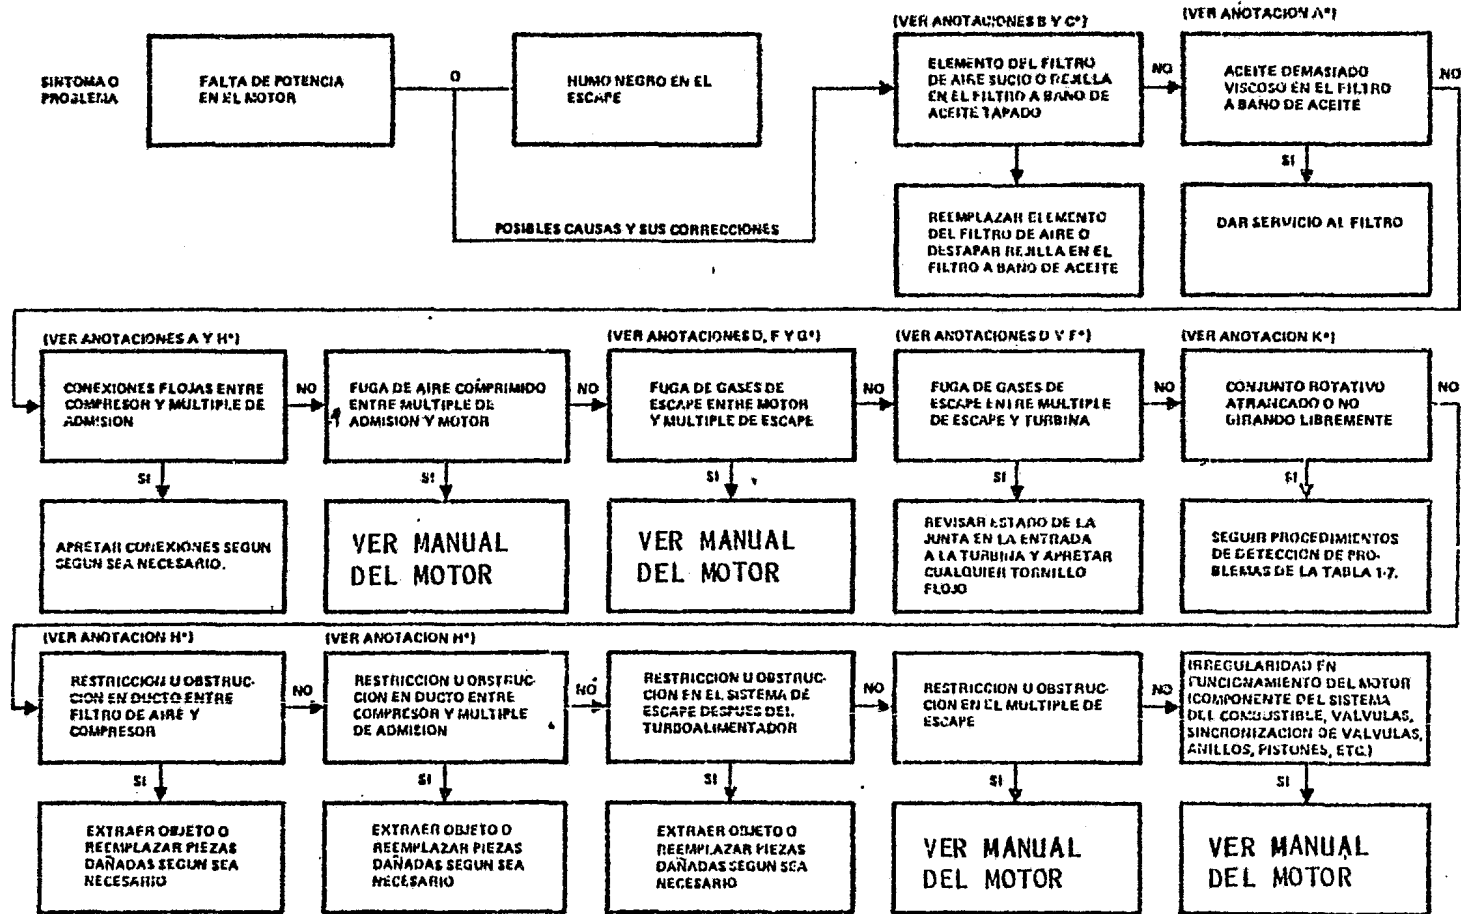 SINTOMA O
PROBLEMA
FALTA DE POTENCIA
EN EL MOTOR
O
HUMO NEGRO EN EL
ESCAPE
POSIBLES CAUSAS Y SUS CORRECCIONES
(VER ANOTACIONES B Y C*)
ELEMENTO DEL FILTRO
DE AIRE SUCIO O REJILLA
EN EL FILTRO A BANO DE
ACEITE TAPADO
NO
(VER ANOTACION A*)
ACEITE DEMASIADO
VISCOSO EN EL FILTRO
A BANO DE ACEITE
NO
SI
REEMPLAZAR ELEMENTO
DEL FILTRO DE AIRE O
DESTAPAR REJILLA EN EL
FILTRO A BANO DE ACEITE
DAR SERVICIO AL FILTRO
(VER ANOTACIONES A Y H*)
CONEXIONES FLOJAS ENTRE
COMPRESOR Y MULTIPLE DE
ADMISION
NO
FUGA DE AIRE COMPRIMIDO
ENTRE MULTIPLE DE
ADMISION Y MOTOR
NO
(VER ANOTACIONES D, F Y G*)
FUGA DE GASES DE
ESCAPE ENTRE MOTOR
Y MULTIPLE DE ESCAPE
NO
(VER ANOTACIONES D Y F*)
FUGA DE GASES DE
ESCAPE ENTRE MULTIPLE
DE ESCAPE Y TURBINA
NO
(VER ANOTACION K*)
CONJUNTO ROTATIVO
ATRANCADO O NO
GIRANDO LIBREMENTE
NO
SI
SI
SI
SI
SI
APRETAR CONEXIONES SEGUN
SEGUN SEA NECESARIO.
VER MANUAL
DEL MOTOR
VER MANUAL
DEL MOTOR
REVISAR ESTADO DE LA
JUNTA EN LA ENTRADA
A LA TURBINA Y APRETAR
CUALQUIER TORNILLO
FLOJO
SEGUIR PROCEDIMIENTOS
DE DETECCION DE PRO-
BLEMAS DE LA TABLA 1-7.
(VER ANOTACION H*)
RESTRICCION U OBSTRUC-
CION EN DUCTO ENTRE
FILTRO DE AIRE Y
COMPRESOR
NO
(VER ANOTACION H*)
RESTRICCION U OBSTRUC-
CION EN DUCTO ENTRE
COMPRESOR Y MULTIPLE
DE ADMISION
NO
RESTRICCION U OBSTRUC-
CION EN EL SISTEMA DE
ESCAPE DESPUES DEL
TURBOALIMENTADOR
NO
RESTRICCION U OBSTRUC-
CION EN EL MULTIPLE DE
ESCAPE
NO
IRREGULARIDAD EN
FUNCIONAMIENTO DEL MOTOR
(COMPONENTE DEL SISTEMA
DEL COMBUSTIBLE, VALVULAS,
SINCRONIZACION DE VALVULAS,
ANILLOS, PISTONES, ETC.)
SI
SI
SI
SI
SI
EXTRAER OBJETO O
REEMPLAZAR PIEZAS
DAÑADAS SEGUN SEA
NECESARIO
EXTRAER OBJETO O
REEMPLAZAR PIEZAS
DAÑADAS SEGUN SEA
NECESARIO
EXTRAER OBJETO O
REEMPLAZAR PIEZAS
DAÑADAS SEGUN SEA
NECESARIO
VER MANUAL
DEL MOTOR
VER MANUAL
DEL MOTOR